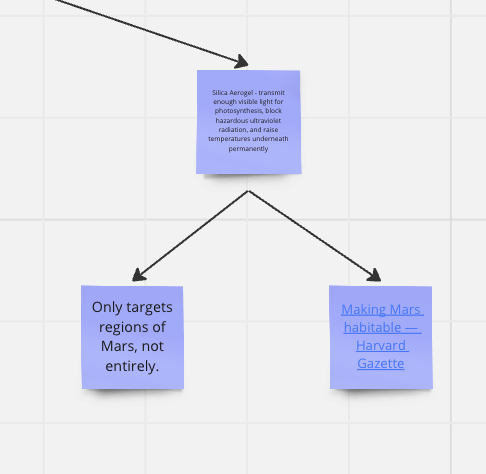 Silica Aerogel - transmit
enough visible light for
photosynthesis, block
hazardous ultraviolet
radiation, and raise
temperatures underneath
permanently
Only targets
regions of
Mars, not
entirely.
Making Mars
habitable —
Harvard
Gazette